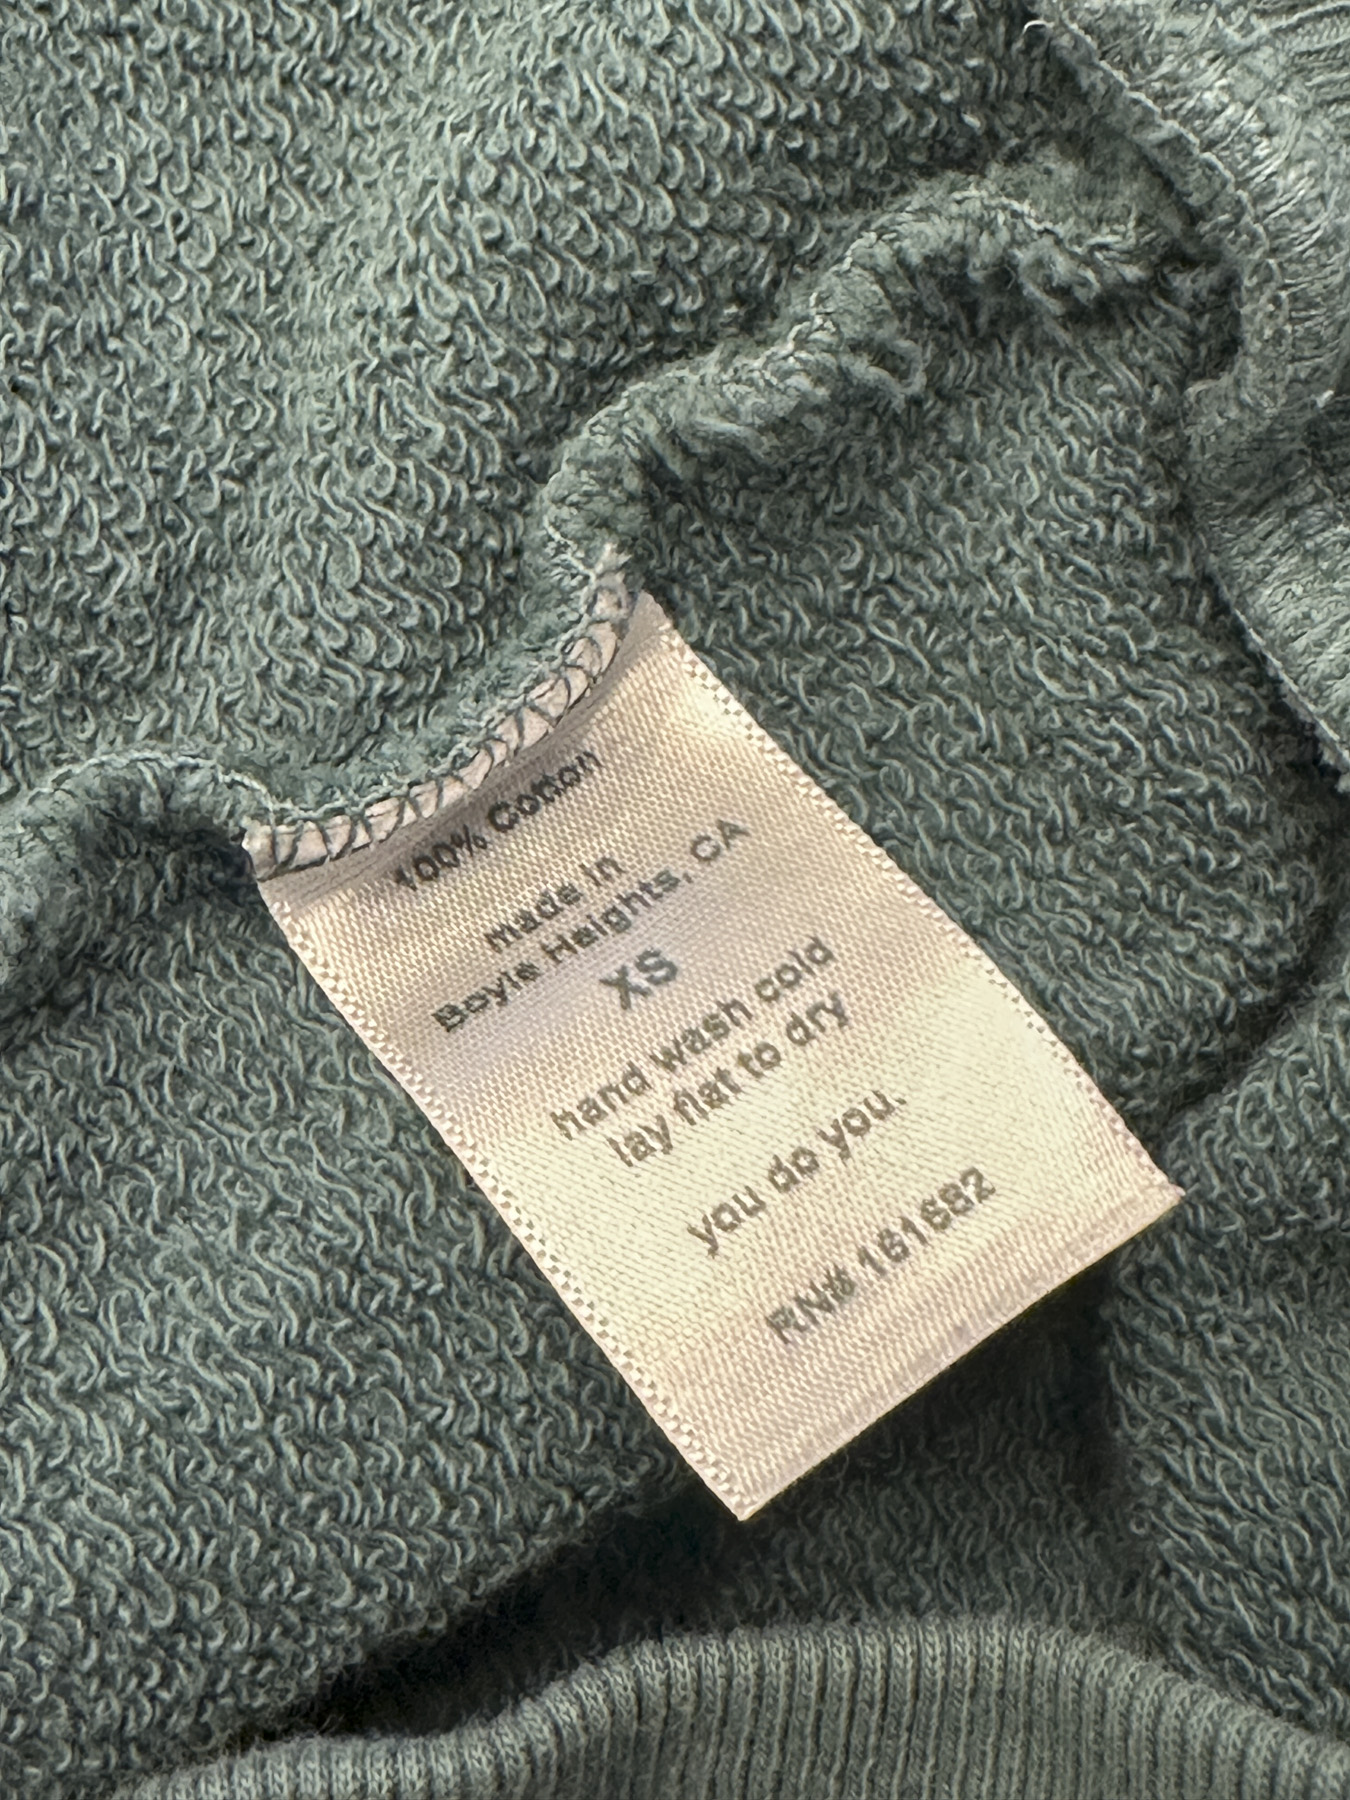 100% Cotton
made in
Boyle Heights, CA
XS
hand wash cold
lay flat to dry
you do you.
RN# 161682